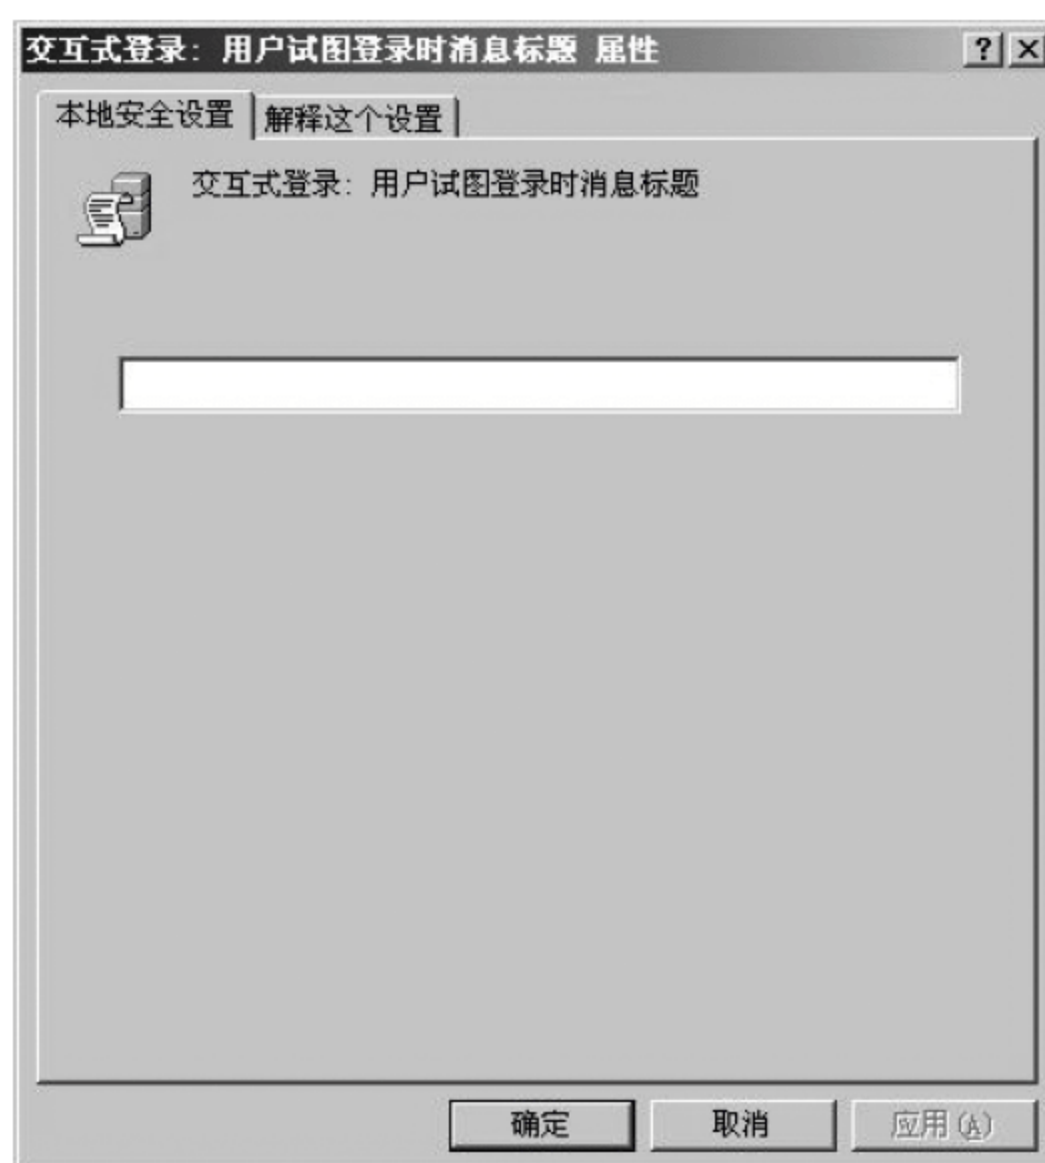 交互式登录: 用户试图登录时消息标题 属性
本地安全设置
解释这个设置
交互式登录: 用户试图登录时消息标题
确定
取消
应用(A)